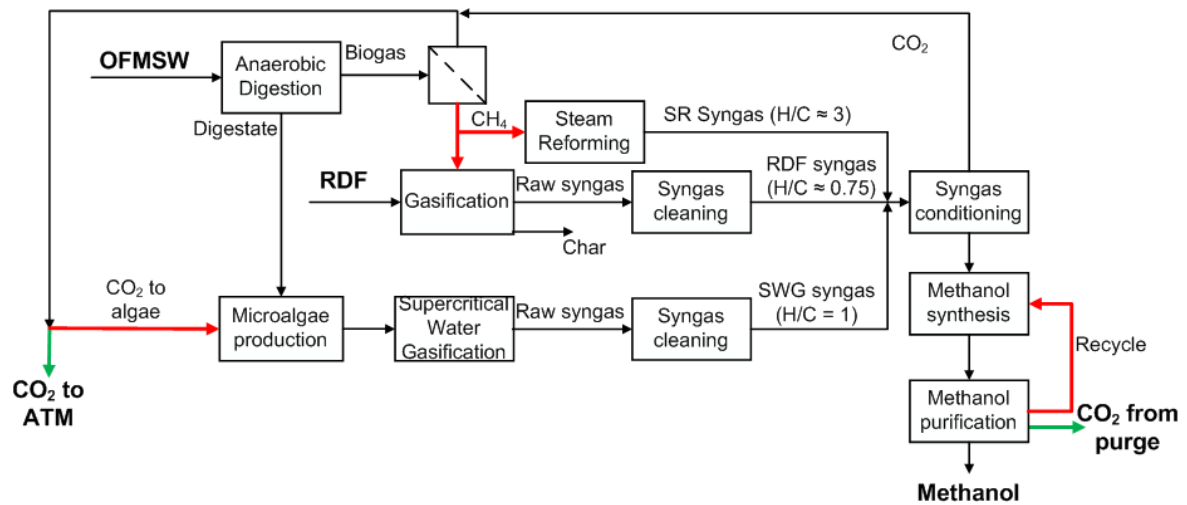 CO₂
OFMSW
Anaerobic
Digestion
Biogas
Digestate
CH₄
Steam
Reforming
SR Syngas (H/C ≈ 3)
RDF
Gasification
Raw syngas
Char
Syngas
cleaning
RDF syngas
(H/C ≈ 0.75)
Syngas
conditioning
CO₂ to
algae
Microalgae
production
Supercritical
Water
Gasification
Raw syngas
Syngas
cleaning
SWG syngas
(H/C = 1)
Methanol
synthesis
Recycle
CO₂ to
ATM
Methanol
purification
CO₂ from
purge
Methanol